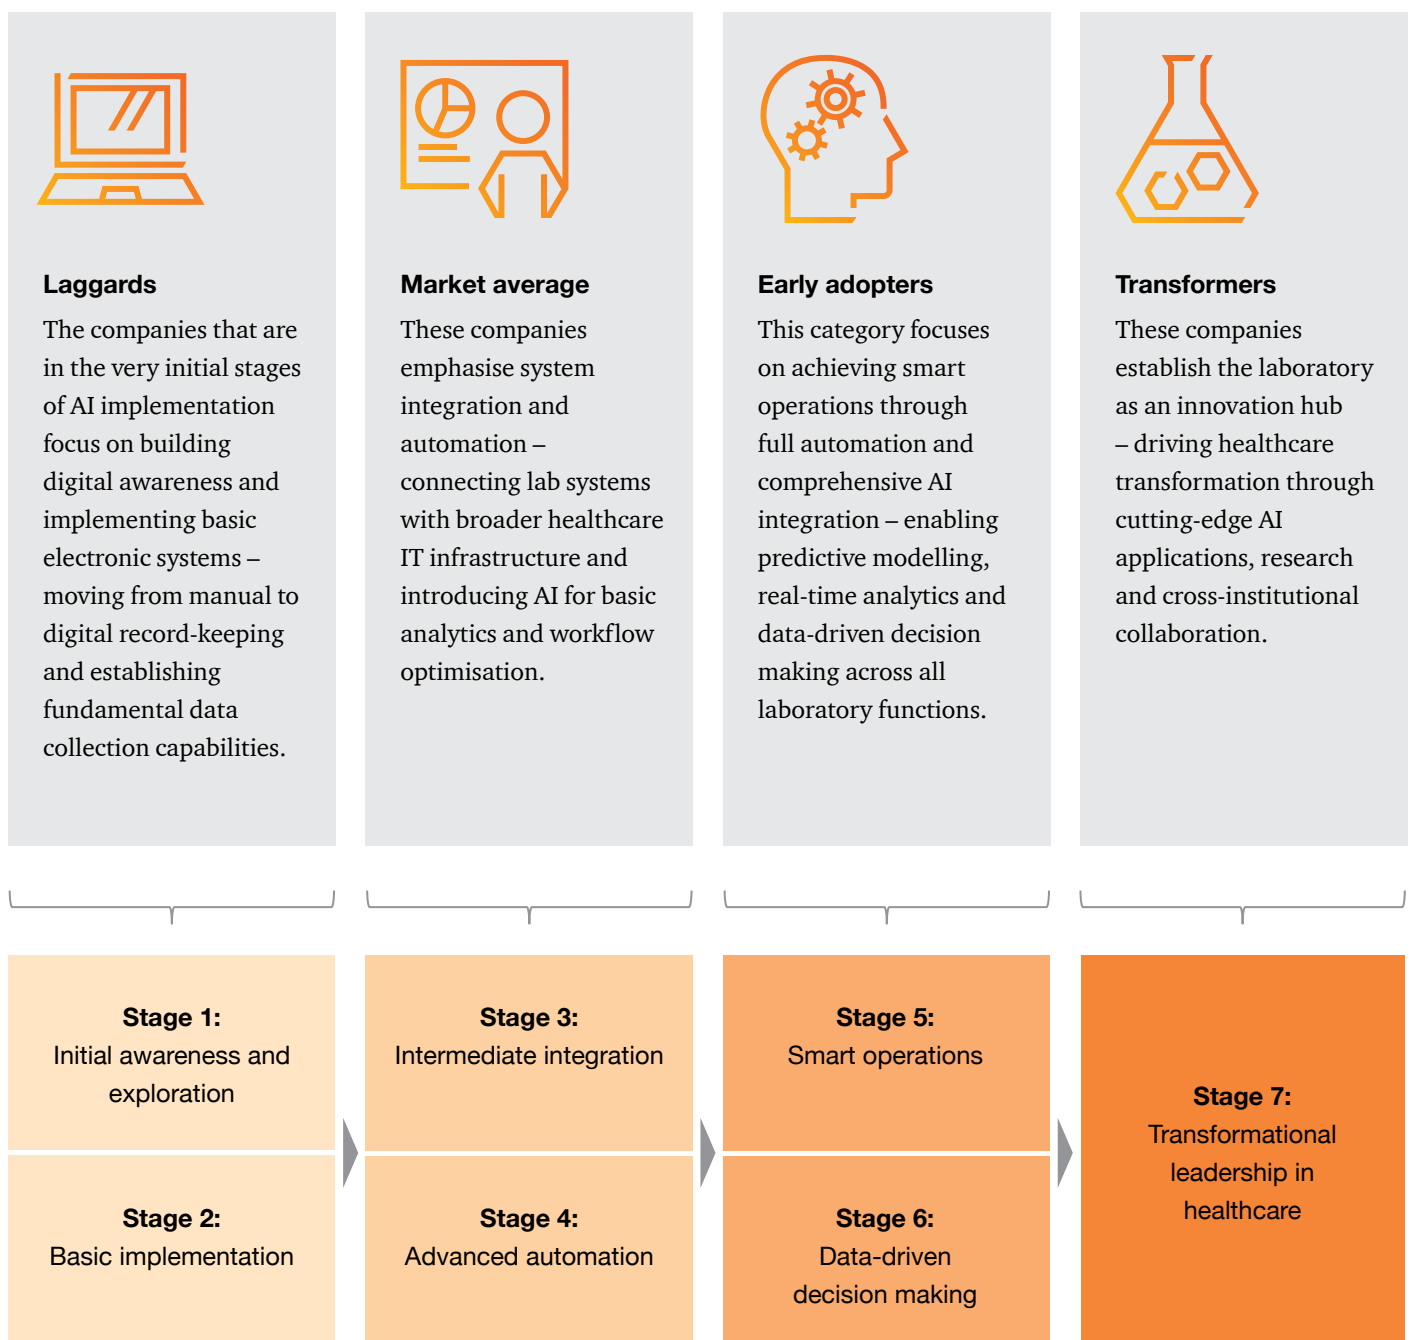 Laggards
The companies that are
in the very initial stages
of AI implementation
focus on building
digital awareness and
implementing basic
electronic systems –
moving from manual to
digital record-keeping
and establishing
fundamental data
collection capabilities.
Market average
These companies
emphasise system
integration and
automation –
connecting lab systems
with broader healthcare
IT infrastructure and
introducing AI for basic
analytics and workflow
optimisation.
Early adopters
This category focuses
on achieving smart
operations through
full automation and
comprehensive AI
integration – enabling
predictive modelling,
real-time analytics and
data-driven decision
making across all
laboratory functions.
Transformers
These companies
establish the laboratory
as an innovation hub
– driving healthcare
transformation through
cutting-edge AI
applications, research
and cross-institutional
collaboration.
Stage 1:
Initial awareness and
exploration
Stage 2:
Basic implementation
Stage 3:
Intermediate integration
Stage 4:
Advanced automation
Stage 5:
Smart operations
Stage 6:
Data-driven
decision making
Stage 7:
Transformational
leadership in
healthcare